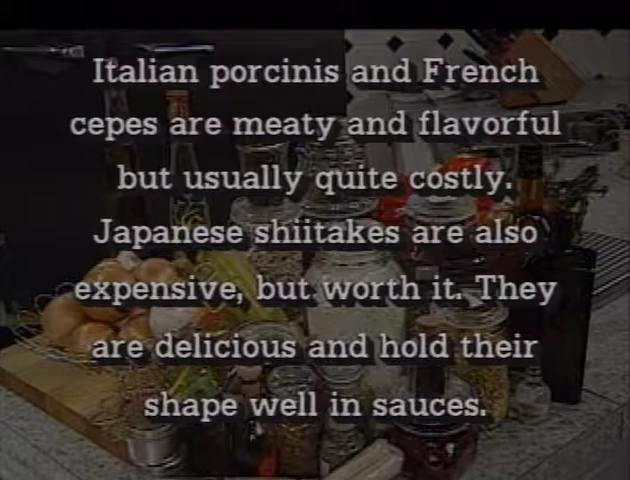 Italian porcinis and French
cepes are meaty and flavorful
but usually quite costly.
Japanese shiitakes are also
expensive, but worth it. They
are delicious and hold their
shape well in sauces.